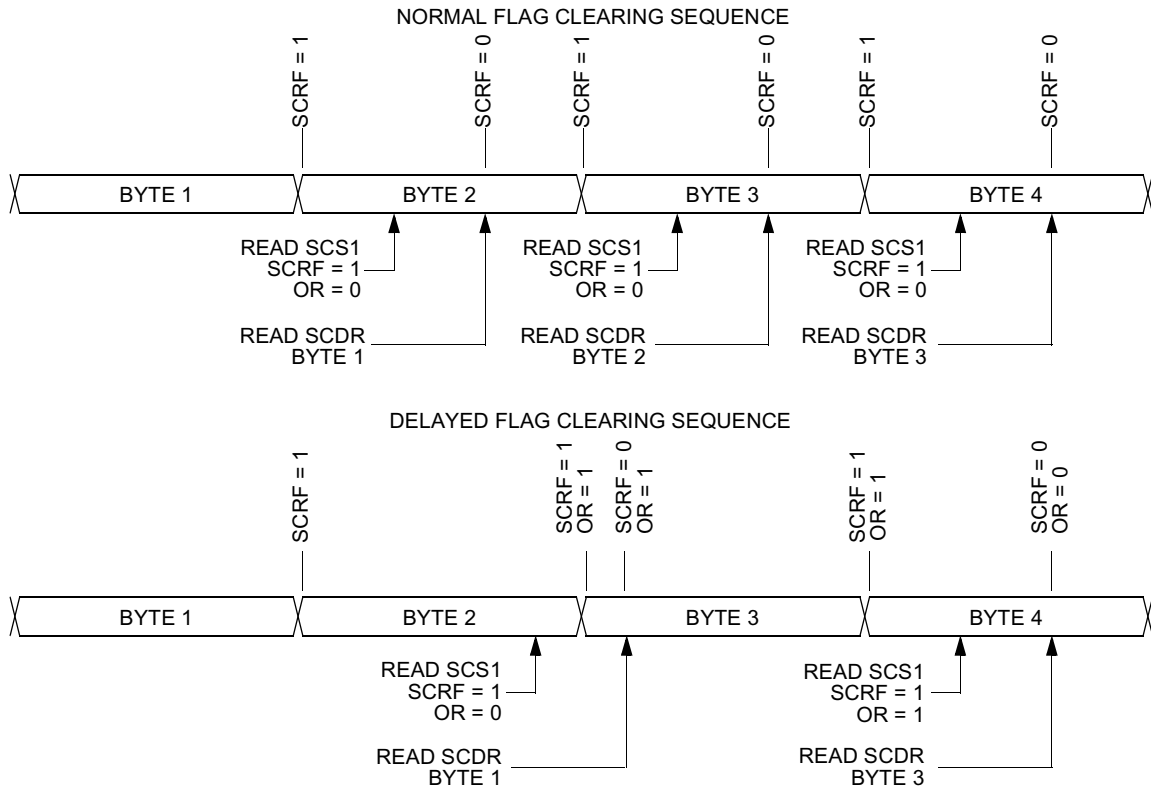 NORMAL FLAG CLEARING SEQUENCE
SCRF = 1
SCRF = 0
SCRF = 1
SCRF = 0
SCRF = 1
SCRF = 0
BYTE 1
BYTE 2
BYTE 3
BYTE 4
READ SCS1
SCRF = 1
OR = 0
READ SCS1
SCRF = 1
OR = 0
READ SCS1
SCRF = 1
OR = 0
READ SCDR
BYTE 1
READ SCDR
BYTE 2
READ SCDR
BYTE 3
DELAYED FLAG CLEARING SEQUENCE
SCRF = 1
SCRF = 1
OR = 1
SCRF = 0
OR = 1
SCRF = 1
OR = 1
SCRF = 0
OR = 0
BYTE 1
BYTE 2
BYTE 3
BYTE 4
READ SCS1
SCRF = 1
OR = 0
READ SCS1
SCRF = 1
OR = 1
READ SCDR
BYTE 1
READ SCDR
BYTE 3